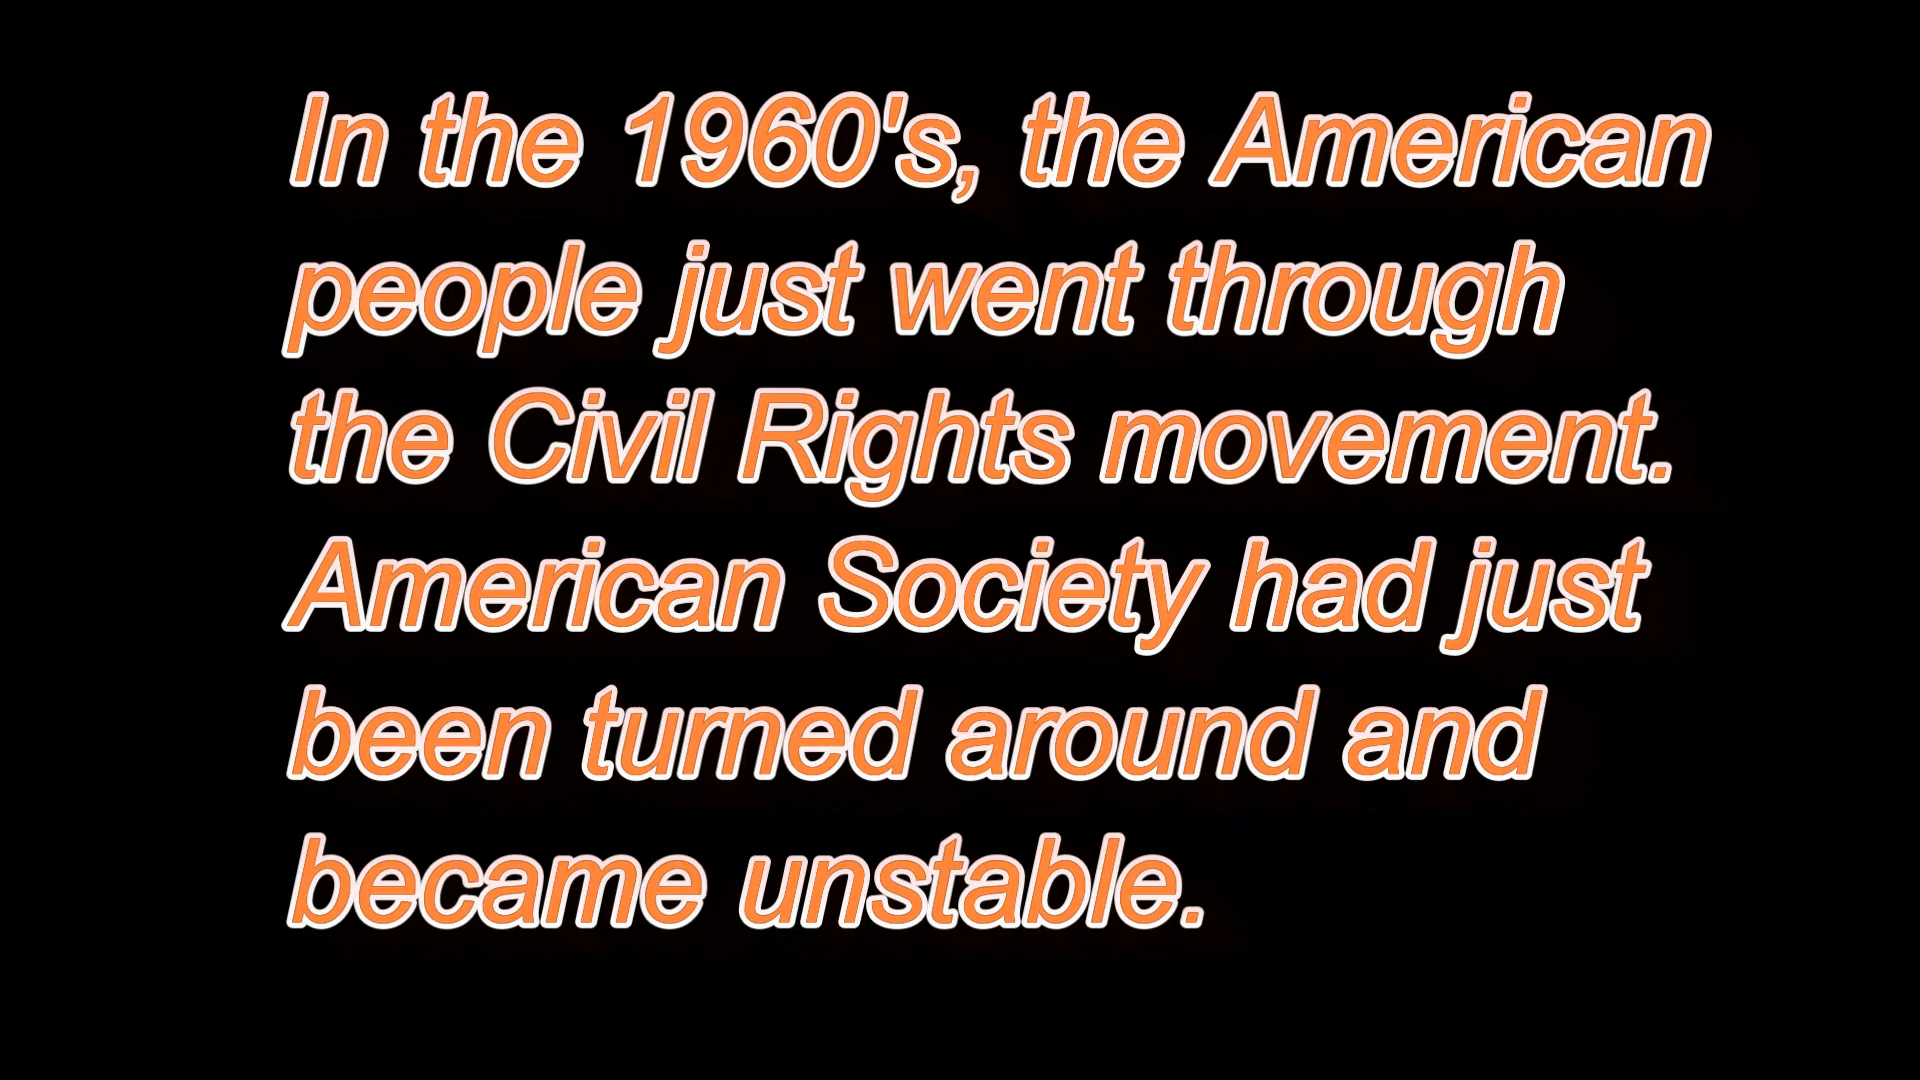 In the 1960's, the American
people just went through
the Civil Rights movement.
American Society had just
been turned around and
became unstable.